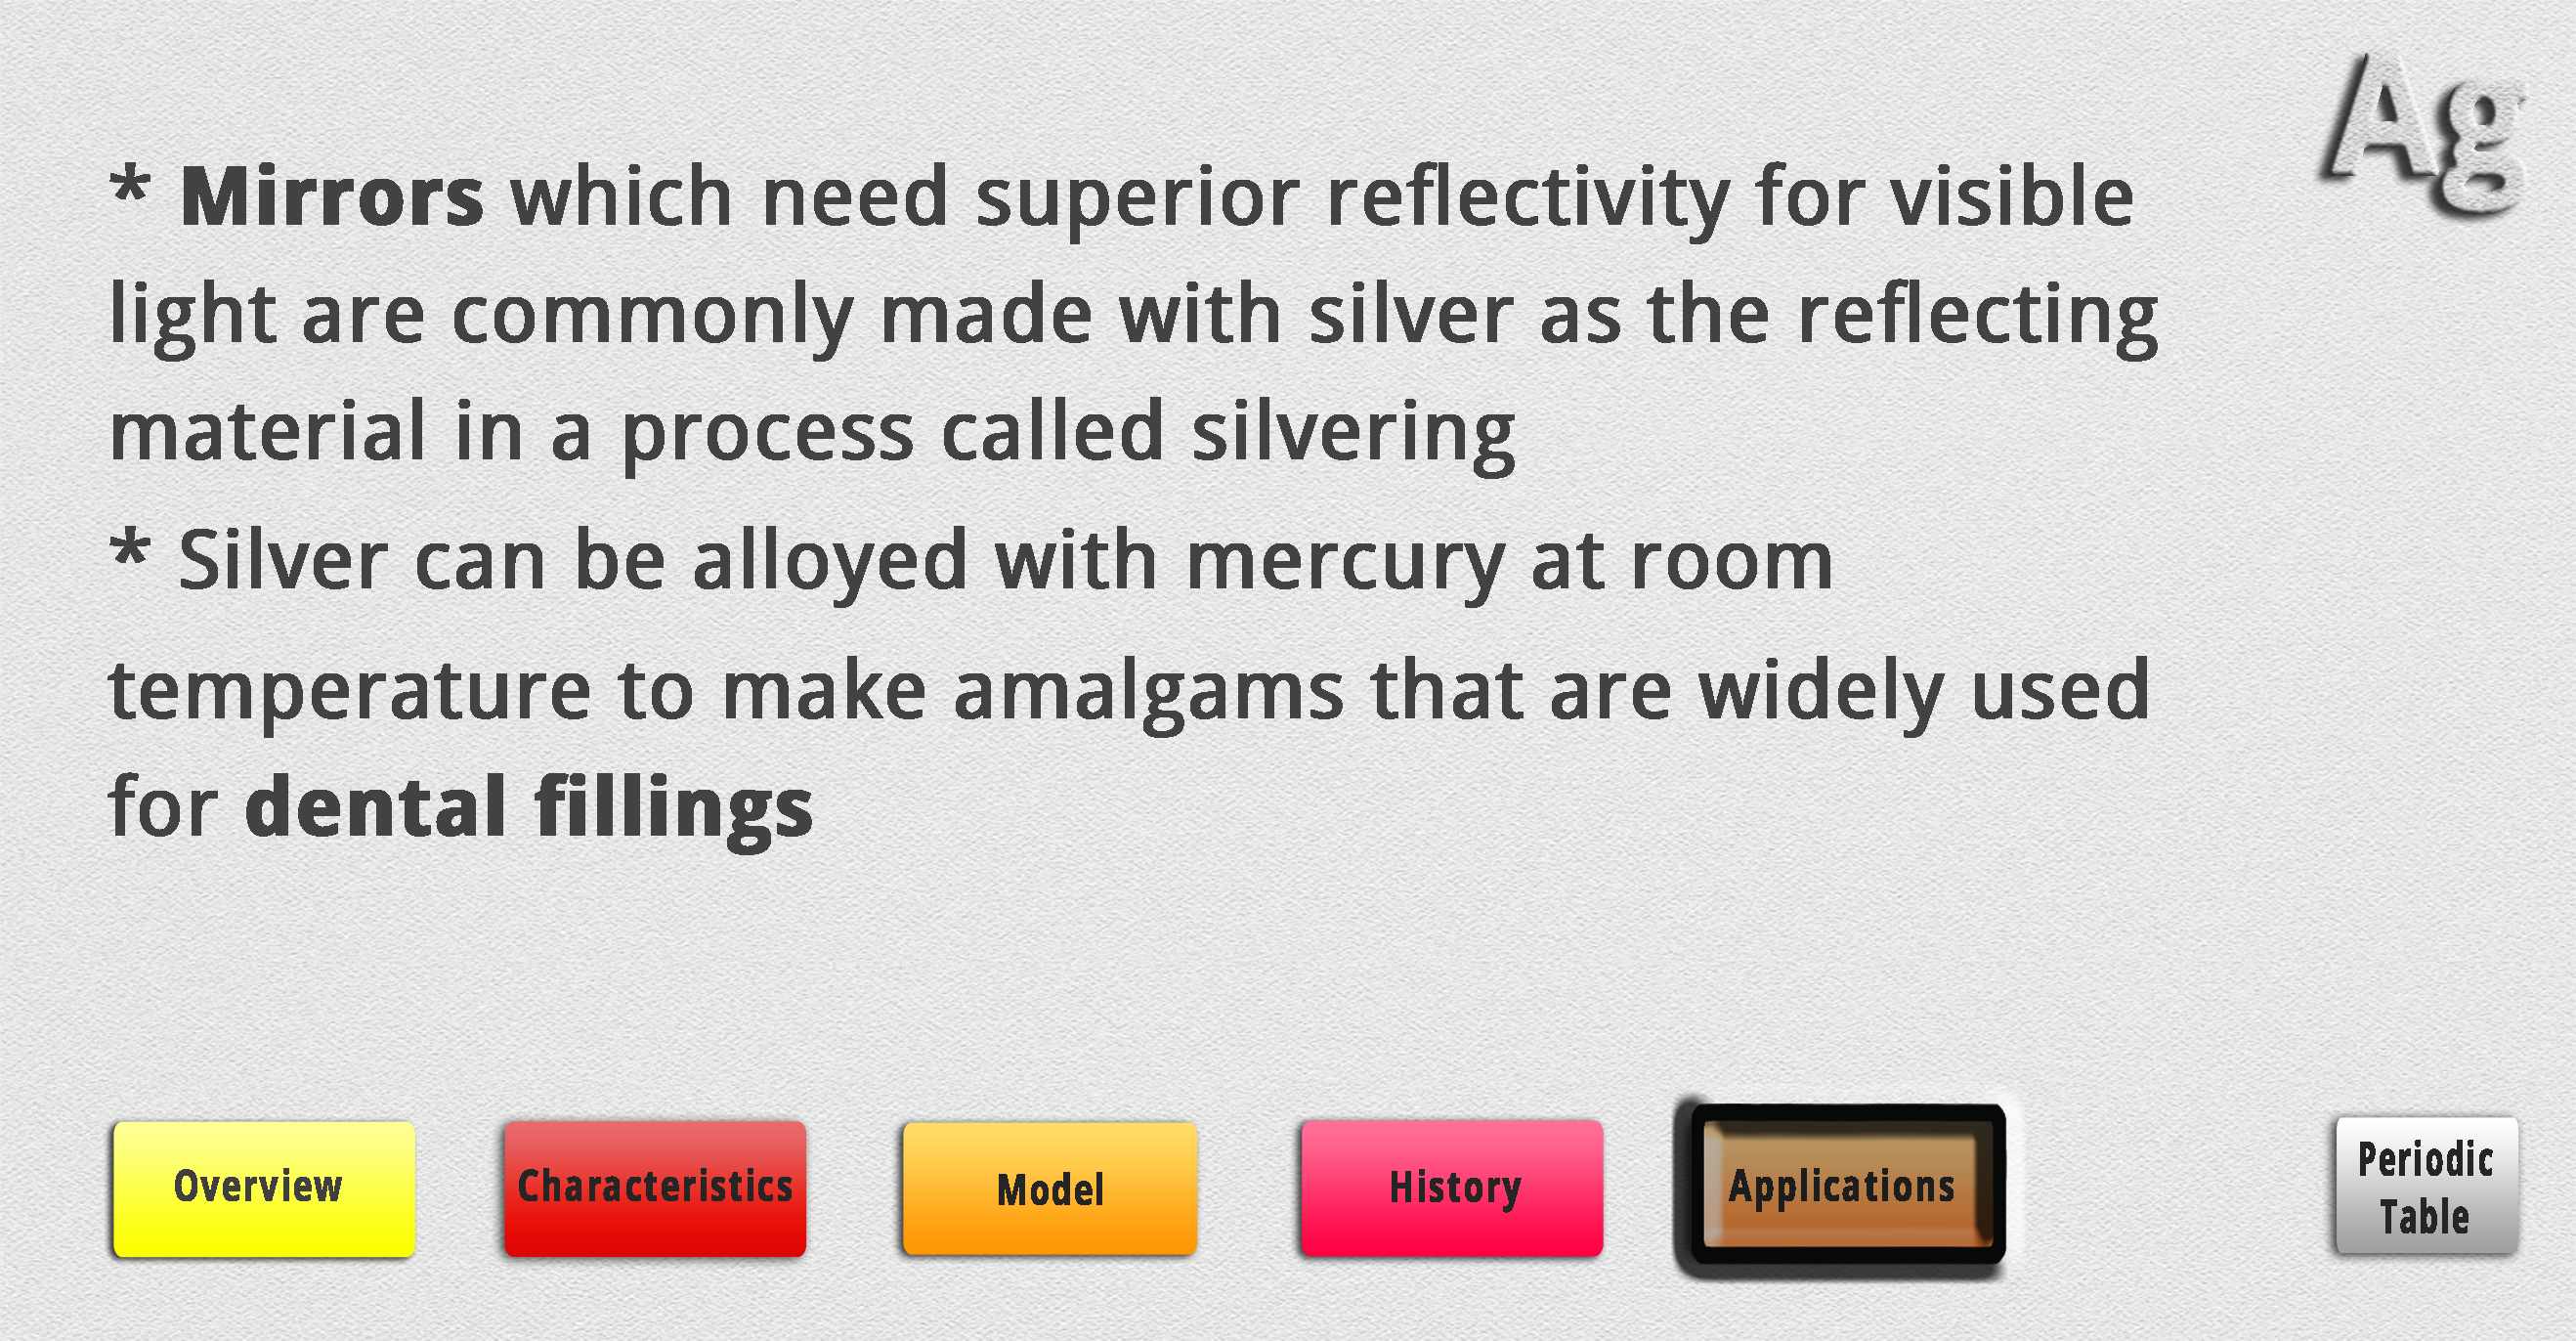 Ag
* Mirrors which need superior reflectivity for visible
light are commonly made with silver as the reflecting
material in a process called silvering
* Silver can be alloyed with mercury at room
temperature to make amalgams that are widely used
for dental fillings
Overview
Characteristics
Model
History
Applications
Periodic
Table